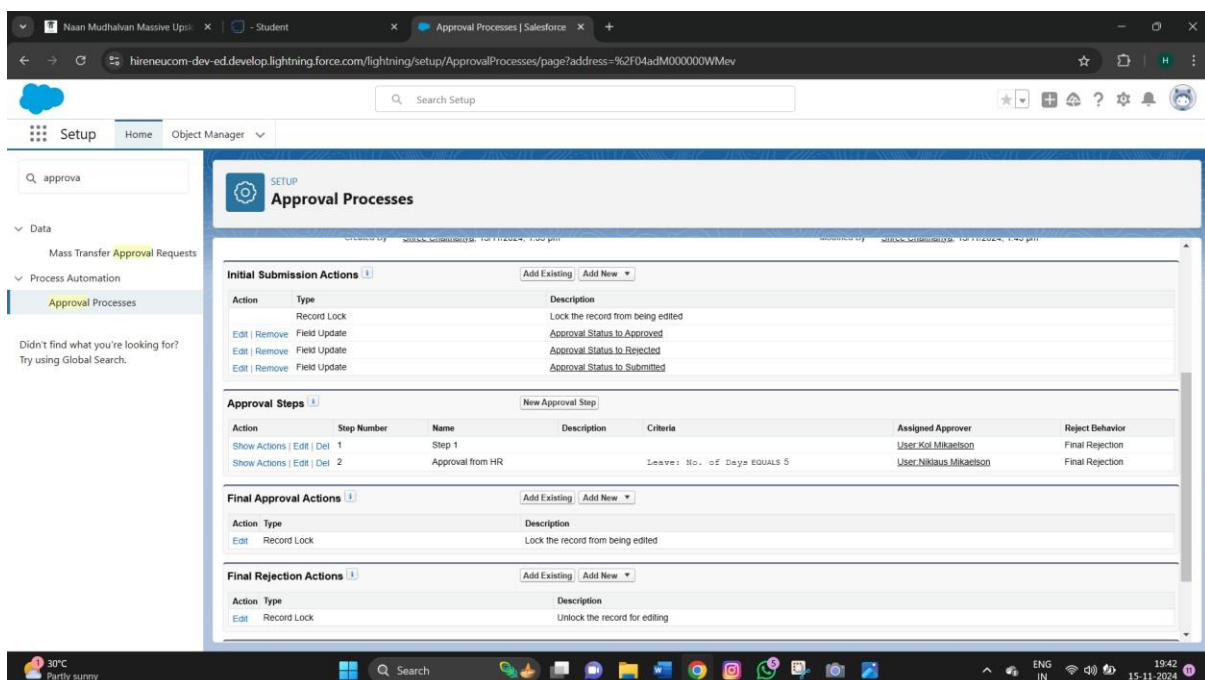 Naan Mudhalvan Massive Upsk
- Student
Approval Processes | Salesforce
hireneucom-dev-ed.develop.lightning.force.com/lightning/setup/ApprovalProcesses/page?address=%2F04adM000000WMev
H
Search Setup
Setup
Home
Object Manager
approva
SETUP
Approval Processes
Data
Mass Transfer Approval Requests
Process Automation
Approval Processes
Didn't find what you're looking for?
Try using Global Search.
Initial Submission Actions Add Existing Add New
Action Type Description
Record Lock Lock the record from being edited
Edit | Remove Field Update Approval Status to Approved
Edit | Remove Field Update Approval Status to Rejected
Edit | Remove Field Update Approval Status to Submitted
Approval Steps New Approval Step
Action Step Number Name Description Criteria Assigned Approver Reject Behavior
Show Actions | Edit | Del 1 Step 1 User:Kol Mikaelson Final Rejection
Show Actions | Edit | Del 2 Approval from HR Leave: No. of Days EQUALS 5 User:Niklaus Mikaelson Final Rejection
Final Approval Actions Add Existing Add New
Action Type Description
Edit Record Lock Lock the record from being edited
Final Rejection Actions Add Existing Add New
Action Type Description
Edit Record Lock Unlock the record for editing
30°C
Partly sunny
Search
ENG
IN
19:42
15-11-2024